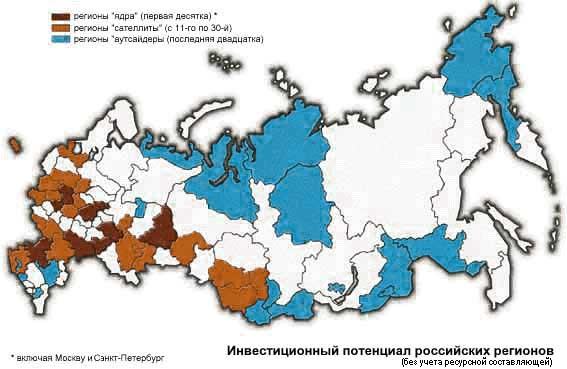 регионы "ядра" (первая десятка) *
регионы "сателлиты" (с 11-го по 30-й)
регионы "аутсайдеры (последняя двадцатка)
Инвестиционный потенциал российских регионов
(без учета ресурсной составляющей)
* включая Москву и Санкт-Петербург